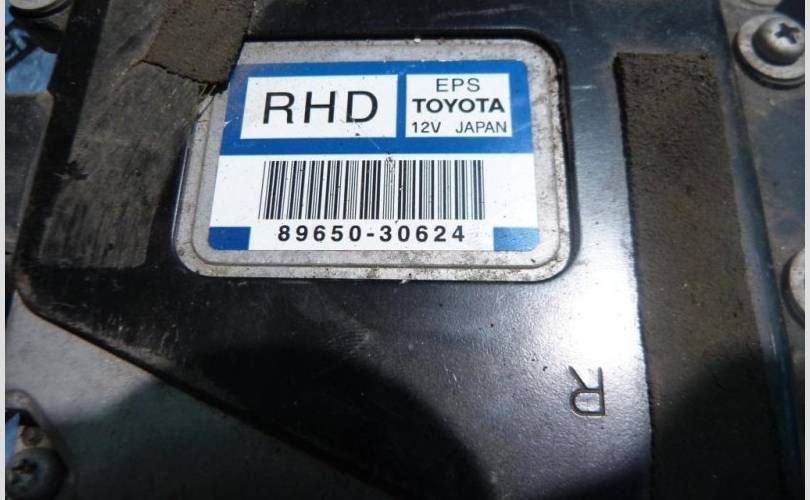 RHD
EPS
TOYOTA
12V JAPAN
89650-30624
R